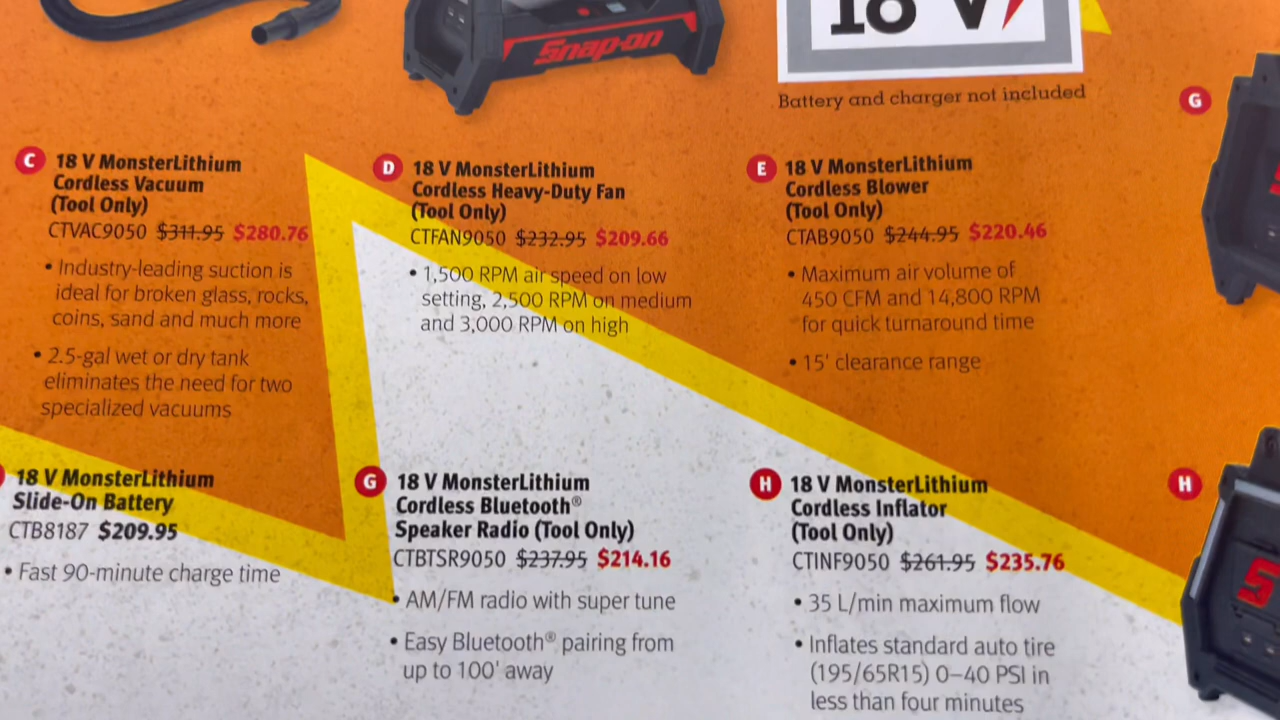 Snap-on
18 V
Battery and charger not included
G
C
18 V MonsterLithium
Cordless Vacuum
(Tool Only)
CTVAC9050 $311.95 $280.76
• Industry-leading suction is
ideal for broken glass, rocks,
coins, sand and much more
• 2.5-gal wet or dry tank
eliminates the need for two
specialized vacuums
D
18 V MonsterLithium
Cordless Heavy-Duty Fan
(Tool Only)
CTFAN9050 $232.95 $209.66
• 1,500 RPM air speed on low
setting, 2,500 RPM on medium
and 3,000 RPM on high
E
18 V MonsterLithium
Cordless Blower
(Tool Only)
CTAB9050 $244.95 $220.46
• Maximum air volume of
450 CFM and 14,800 RPM
for quick turnaround time
• 15' clearance range
18 V MonsterLithium
Slide-On Battery
CTB8187 $209.95
• Fast 90-minute charge time
G
18 V MonsterLithium
Cordless Bluetooth®
Speaker Radio (Tool Only)
CTBTSR9050 $237.95 $214.16
• AM/FM radio with super tune
• Easy Bluetooth® pairing from
up to 100' away
H
18 V MonsterLithium
Cordless Inflator
(Tool Only)
CTINF9050 $261.95 $235.76
• 35 L/min maximum flow
• Inflates standard auto tire
(195/65R15) 0–40 PSI in
less than four minutes
H
S